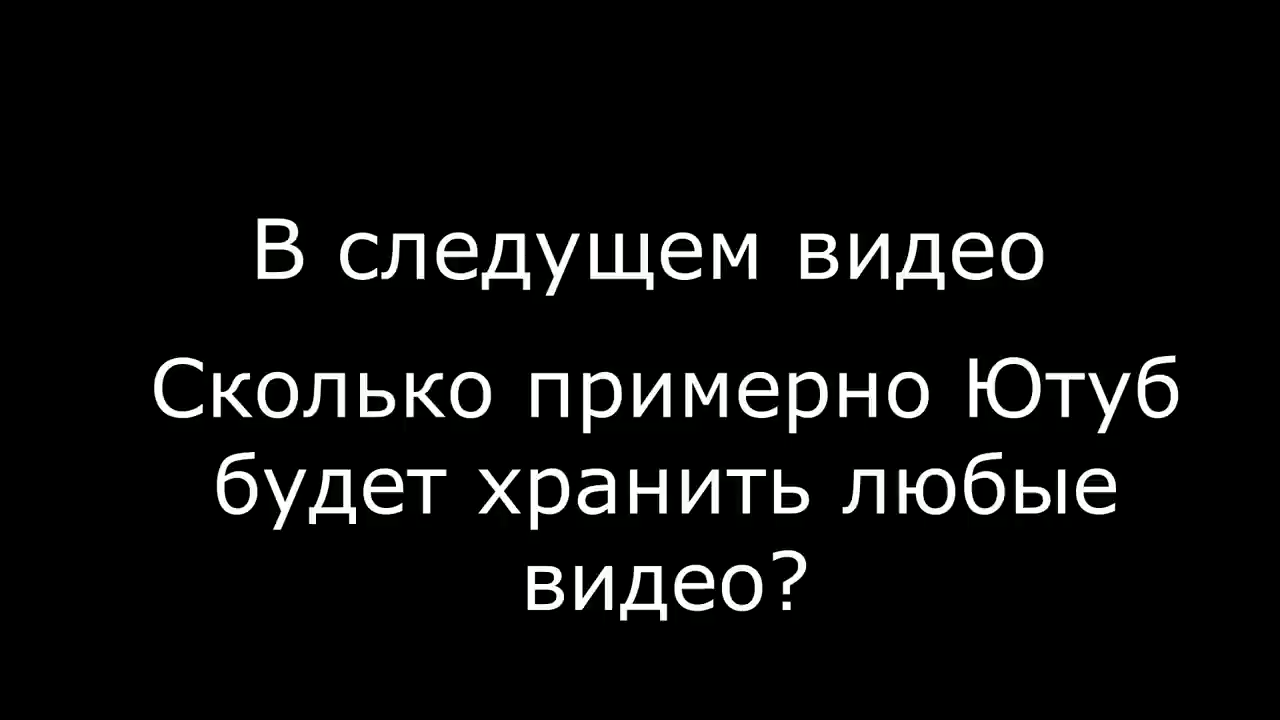 В следущем видео
Сколько примерно Ютуб
будет хранить любые
видео?